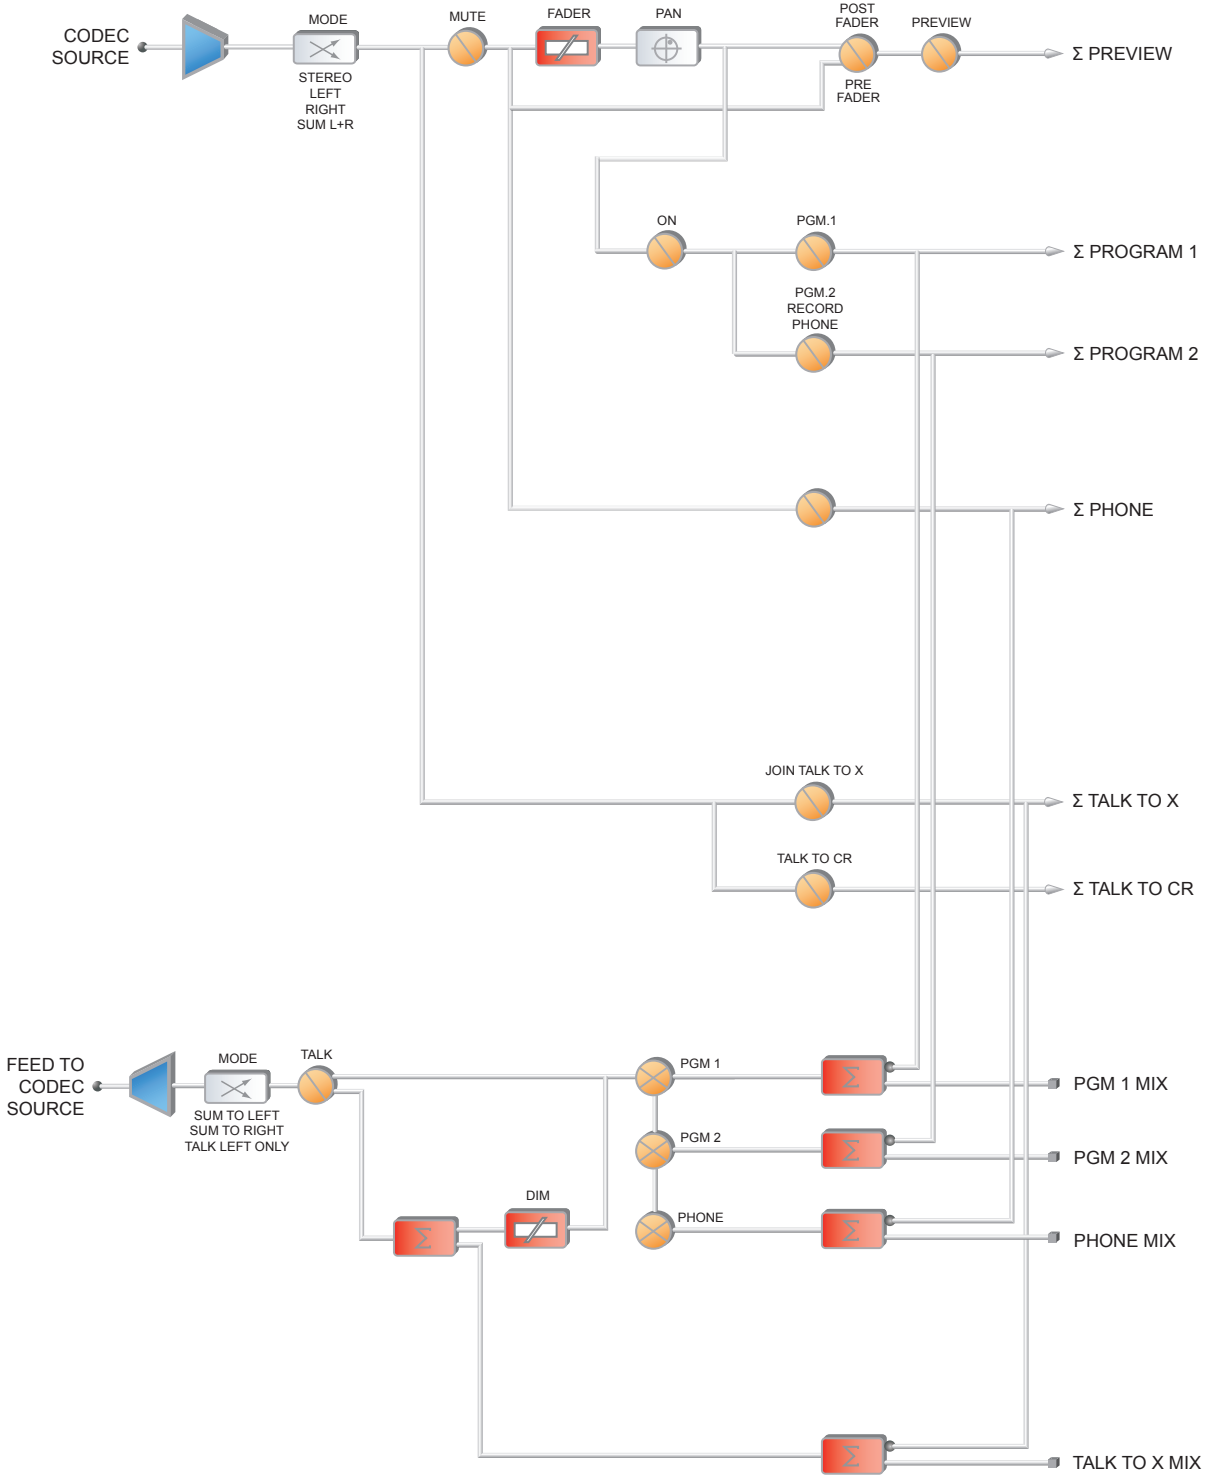 CODEC
SOURCE
MODE
STEREO
LEFT
RIGHT
SUM L+R
MUTE
FADER
PAN
POST
FADER
PRE
FADER
PREVIEW
Σ PREVIEW
ON
PGM.1
Σ PROGRAM 1
PGM.2
RECORD
PHONE
Σ PROGRAM 2
Σ PHONE
JOIN TALK TO X
Σ TALK TO X
TALK TO CR
Σ TALK TO CR
FEED TO
CODEC
SOURCE
MODE
SUM TO LEFT
SUM TO RIGHT
TALK LEFT ONLY
TALK
PGM 1
Σ
PGM 1 MIX
PGM 2
Σ
PGM 2 MIX
DIM
Σ
PHONE
Σ
PHONE MIX
Σ
TALK TO X MIX